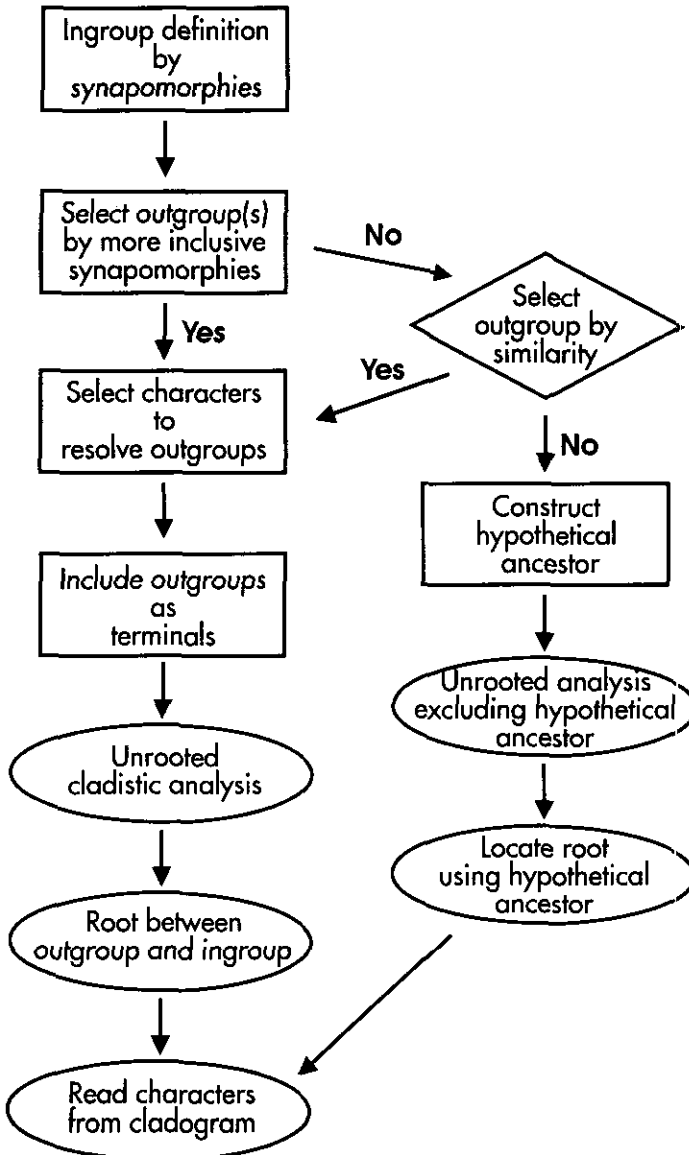 Ingroup definition
by
synapomorphies
Select outgroup(s)
by more inclusive
synapomorphies
No
Yes
Select
outgroup by
similarity
Yes
No
Select characters
to
resolve outgroups
Construct
hypothetical
ancestor
Include outgroups
as
terminals
Unrooted analysis
excluding hypothetical
ancestor
Unrooted
cladistic analysis
Locate root
using hypothetical
ancestor
Root between
outgroup and ingroup
Read characters
from cladogram